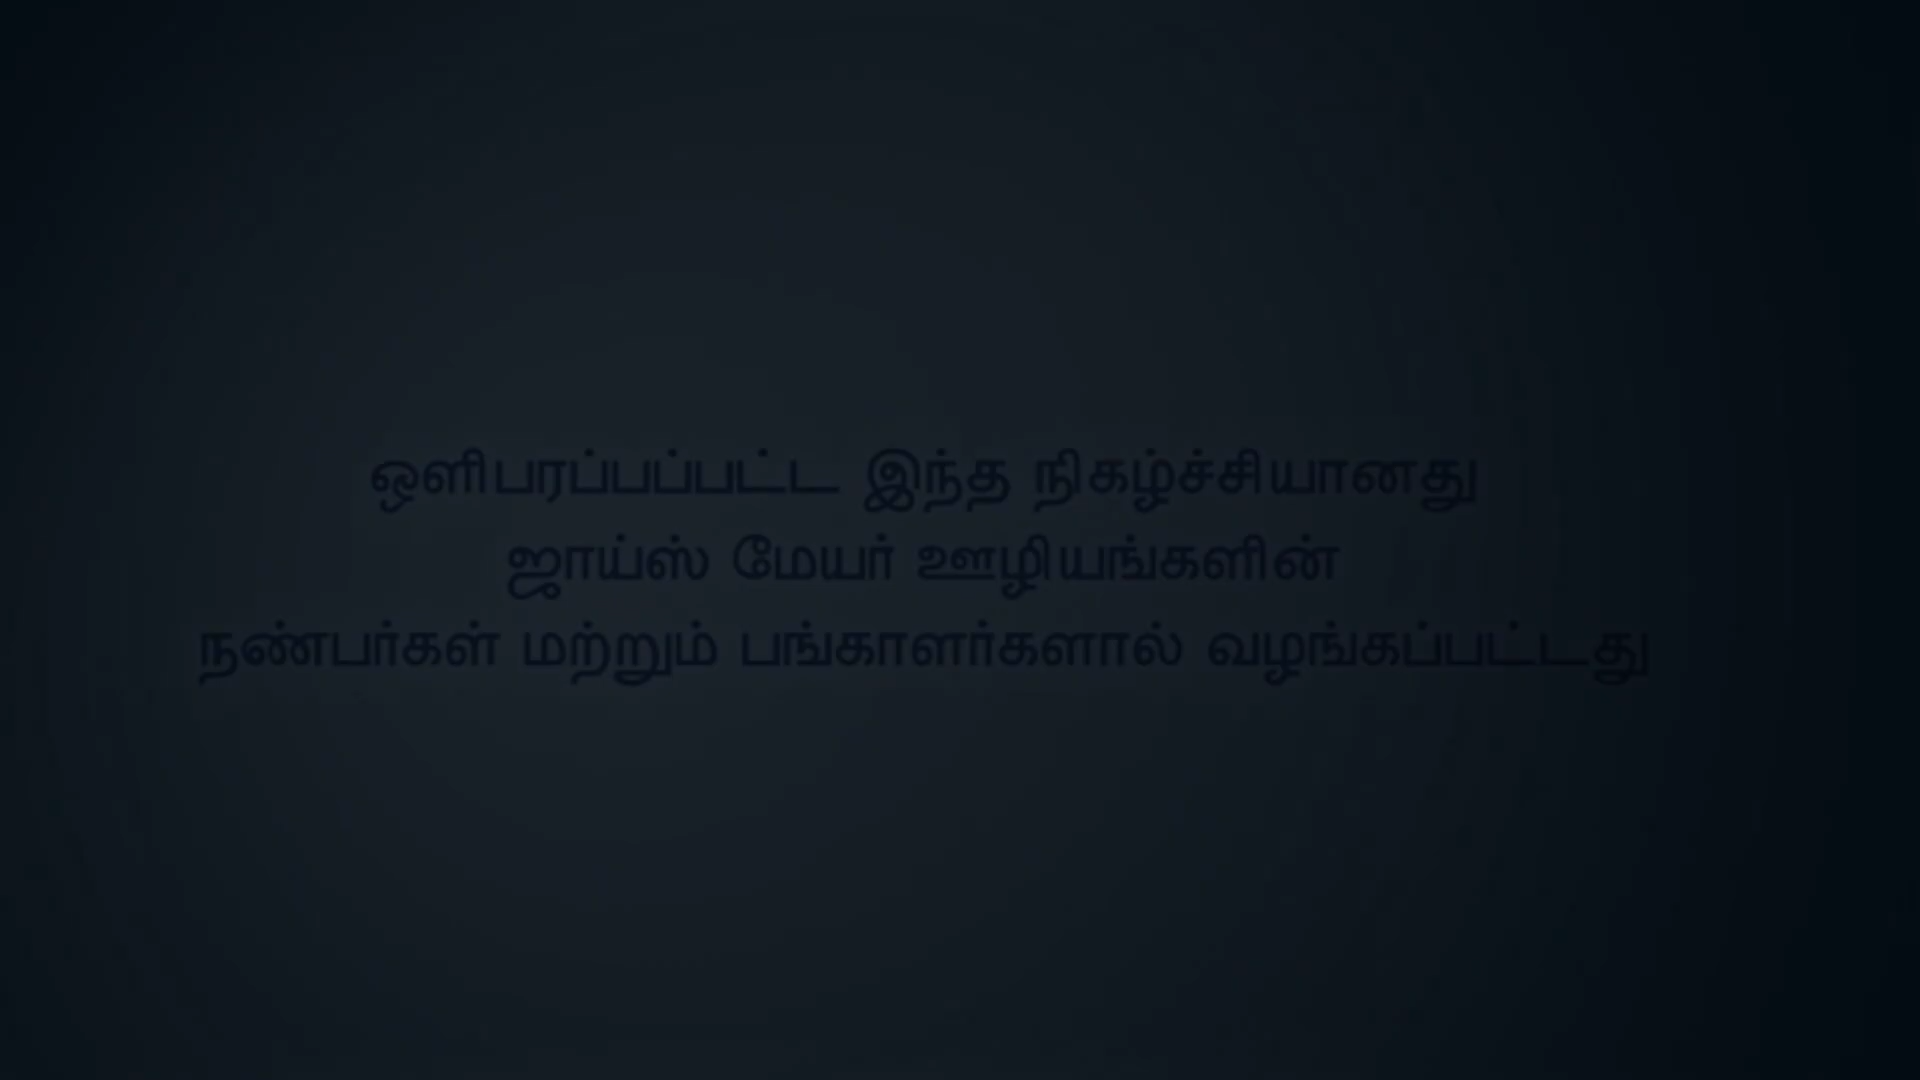 ஒளிபரப்பப்பட்ட இந்த நிகழ்ச்சியானது
ஜாய்ஸ் மேயர் ஊழியங்களின்
நண்பர்கள் மற்றும் பங்காளர்களால் வழங்கப்பட்டது